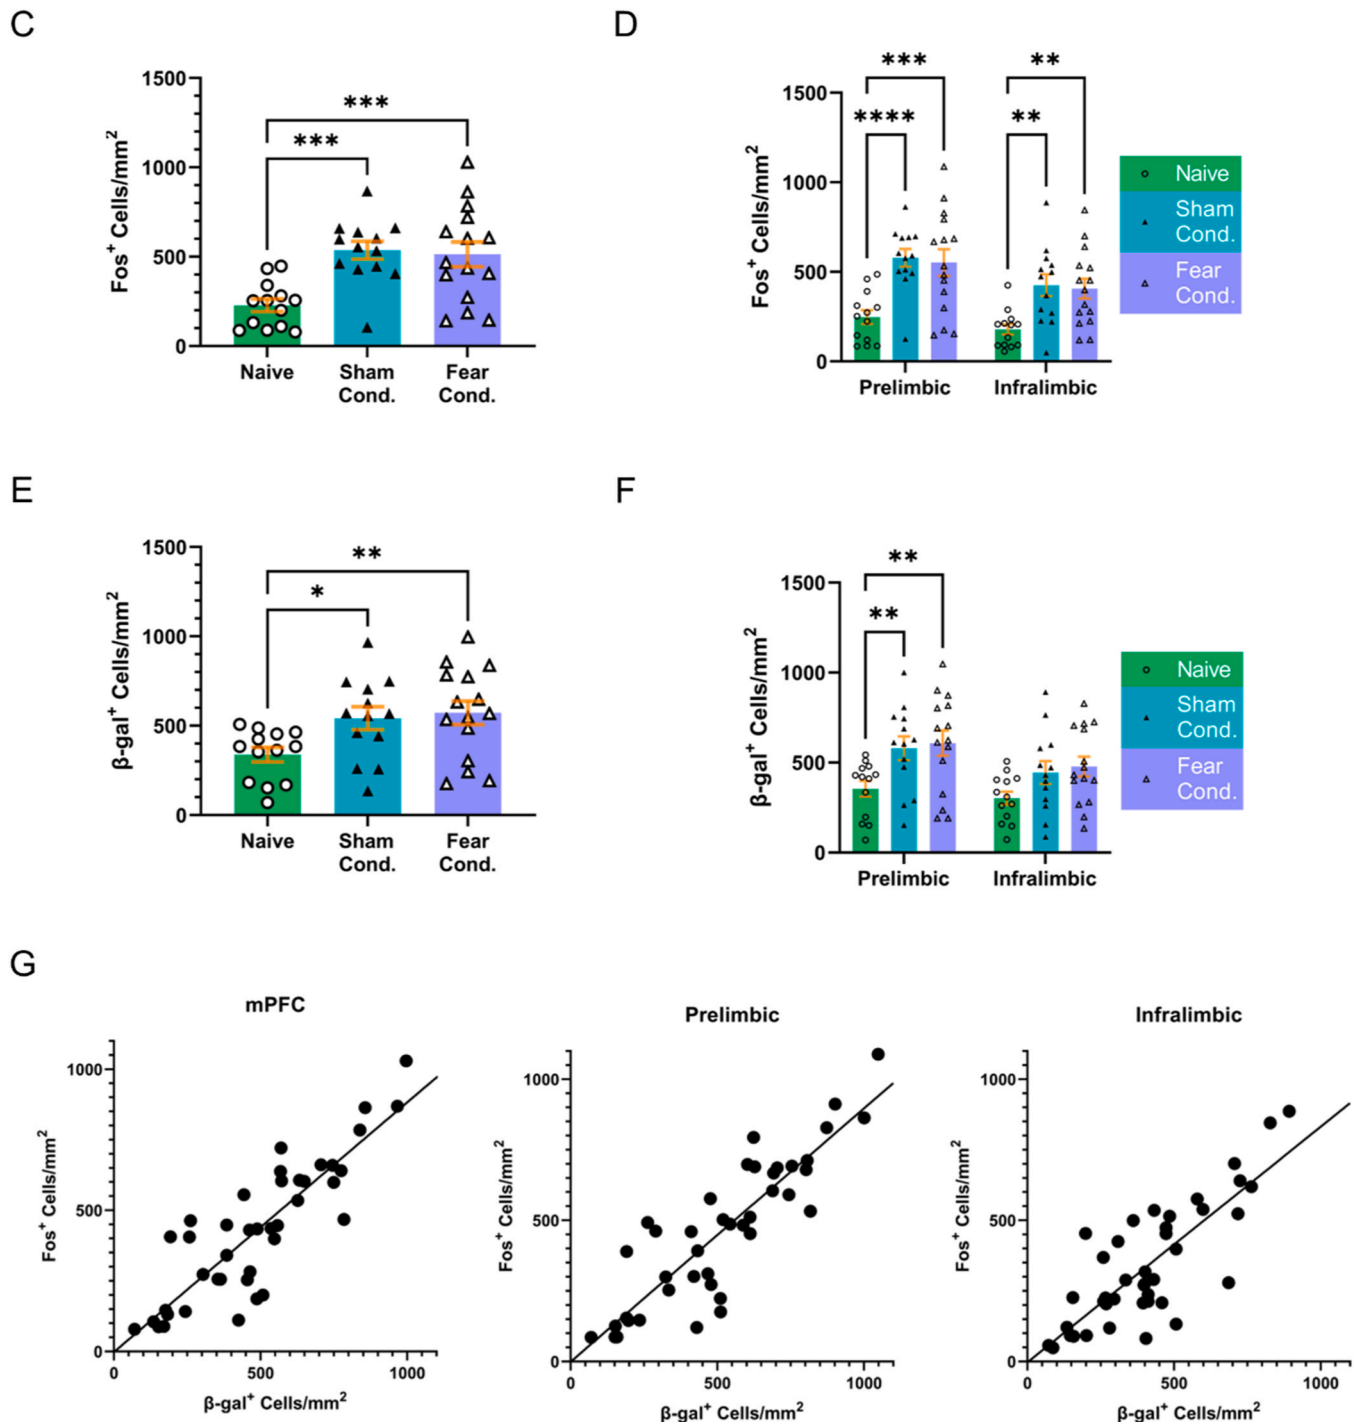 C
Fos⁺ Cells/mm²
1500
1000
500
0
***
***
Naive
Sham
Cond.
Fear
Cond.
D
Fos⁺ Cells/mm²
1500
1000
500
0
***
****
**
**
Prelimbic
Infralimbic
Naive
Sham
Cond.
Fear
Cond.
E
β-gal⁺ Cells/mm²
1500
1000
500
0
**
*
Naive
Sham
Cond.
Fear
Cond.
F
β-gal⁺ Cells/mm²
1500
1000
500
0
**
**
Prelimbic
Infralimbic
Naive
Sham
Cond.
Fear
Cond.
G
mPFC
Fos⁺ Cells/mm²
1000
500
0
0 500 1000
β-gal⁺ Cells/mm²
Prelimbic
Fos⁺ Cells/mm²
1000
500
0
0 500 1000
β-gal⁺ Cells/mm²
Infralimbic
Fos⁺ Cells/mm²
1000
500
0
0 500 1000
β-gal⁺ Cells/mm²